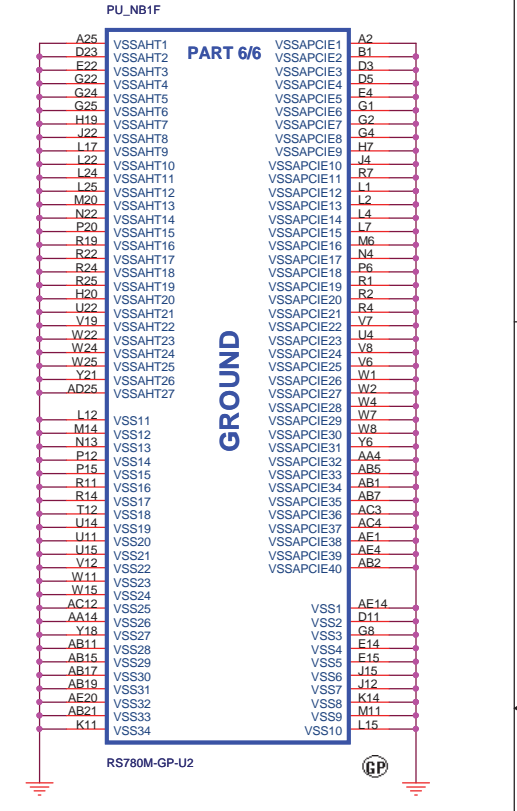 PU_NB1F
PART 6/6
A25 VSSAHT1
D23 VSSAHT2
E22 VSSAHT3
G22 VSSAHT4
G24 VSSAHT5
G25 VSSAHT6
H19 VSSAHT7
J22 VSSAHT8
L17 VSSAHT9
L22 VSSAHT10
L24 VSSAHT11
L25 VSSAHT12
M20 VSSAHT13
N22 VSSAHT14
P20 VSSAHT15
R19 VSSAHT16
R22 VSSAHT17
R24 VSSAHT18
R25 VSSAHT19
H20 VSSAHT20
U22 VSSAHT21
V19 VSSAHT22
W22 VSSAHT23
W24 VSSAHT24
W25 VSSAHT25
Y21 VSSAHT26
AD25 VSSAHT27
L12 VSS11
M14 VSS12
N13 VSS13
P12 VSS14
P15 VSS15
R11 VSS16
R14 VSS17
T12 VSS18
U14 VSS19
U11 VSS20
U15 VSS21
V12 VSS22
W11 VSS23
W15 VSS24
AC12 VSS25
AA14 VSS26
Y18 VSS27
AB11 VSS28
AB15 VSS29
AB17 VSS30
AB19 VSS31
AE20 VSS32
AB21 VSS33
K11 VSS34
GROUND
VSSAPCIE1 A2
VSSAPCIE2 B1
VSSAPCIE3 D3
VSSAPCIE4 D5
VSSAPCIE5 E4
VSSAPCIE6 G1
VSSAPCIE7 G2
VSSAPCIE8 G4
VSSAPCIE9 H7
VSSAPCIE10 J4
VSSAPCIE11 R7
VSSAPCIE12 L1
VSSAPCIE13 L2
VSSAPCIE14 L4
VSSAPCIE15 L7
VSSAPCIE16 M6
VSSAPCIE17 N4
VSSAPCIE18 P6
VSSAPCIE19 R1
VSSAPCIE20 R2
VSSAPCIE21 R4
VSSAPCIE22 V7
VSSAPCIE23 U4
VSSAPCIE24 V8
VSSAPCIE25 V6
VSSAPCIE26 W1
VSSAPCIE27 W2
VSSAPCIE28 W4
VSSAPCIE29 W7
VSSAPCIE30 W8
VSSAPCIE31 Y6
VSSAPCIE32 AA4
VSSAPCIE33 AB5
VSSAPCIE34 AB1
VSSAPCIE35 AB7
VSSAPCIE36 AC3
VSSAPCIE37 AC4
VSSAPCIE38 AE1
VSSAPCIE39 AE4
VSSAPCIE40 AB2
VSS1 AE14
VSS2 D11
VSS3 G8
VSS4 E14
VSS5 E15
VSS6 J15
VSS7 J12
VSS8 K14
VSS9 M11
VSS10 L15
RS780M-GP-U2
GP